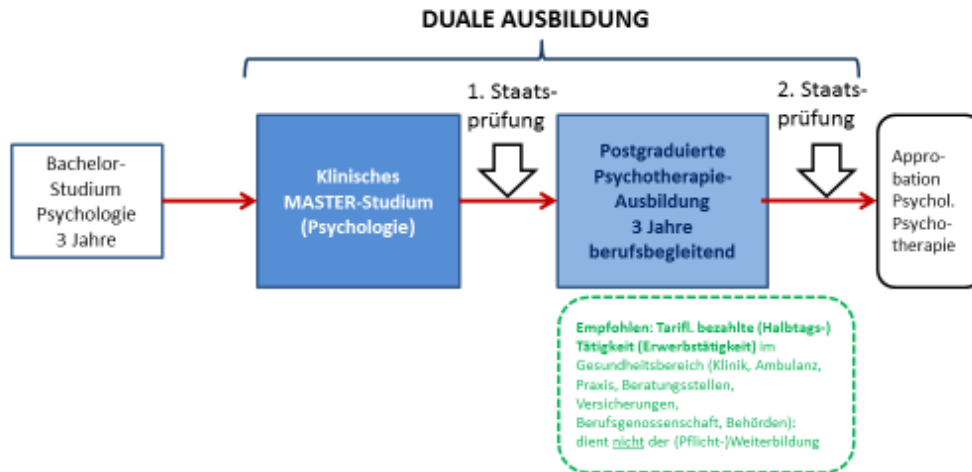 DUALE AUSBILDUNG
1. Staats-
prüfung
2. Staats-
prüfung
Bachelor-
Studium
Psychologie
3 Jahre
Klinisches
MASTER-Studium
(Psychologie)
Postgraduierte
Psychotherapie-
Ausbildung
3 Jahre
berufsbegleitend
Appro-
bation
Psychol.
Psycho-
therapie
Empfohlen: Tarifl. bezahlte (Halbtags-)
Tätigkeit (Erwerbstätigkeit) im
Gesundheitsbereich (Klinik, Ambulanz,
Praxis, Beratungsstellen,
Versicherungen,
Berufsgenossenschaft, Behörden):
dient nicht der (Pflicht-)Weiterbildung